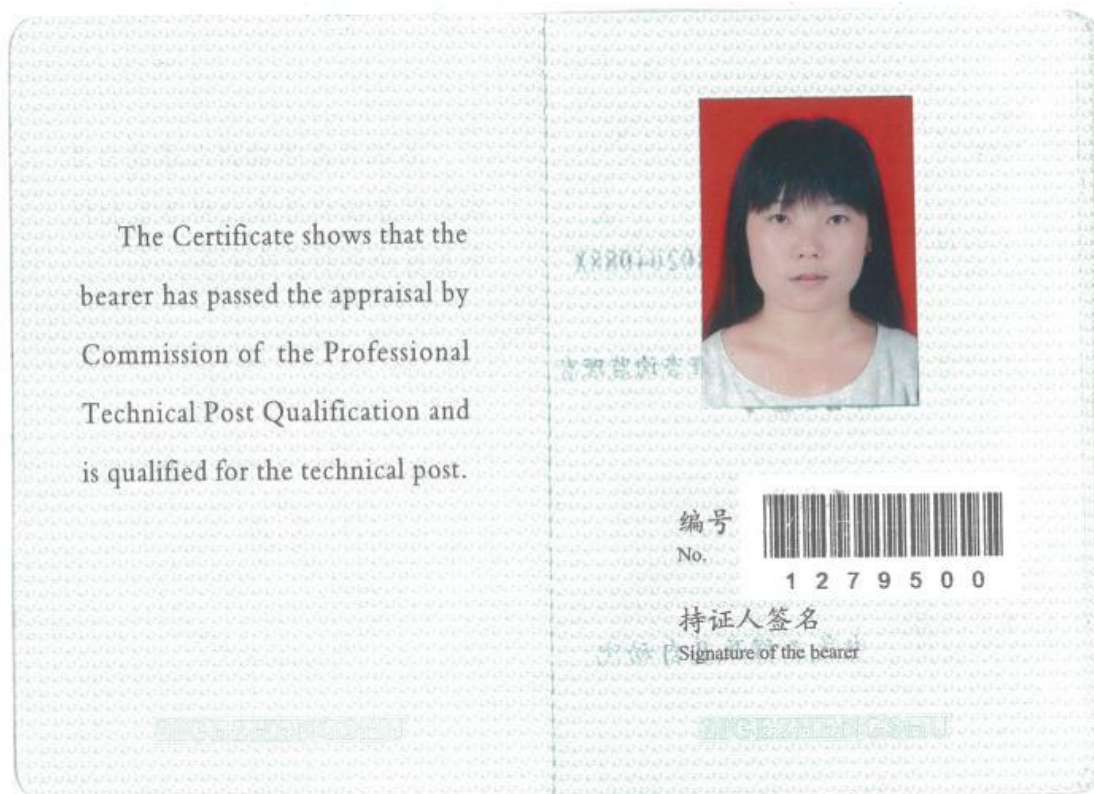 The Certificate shows that the
bearer has passed the appraisal by
Commission of the Professional
Technical Post Qualification and
is qualified for the technical post.
编号
No.
1279500
持证人签名
Signature of the bearer